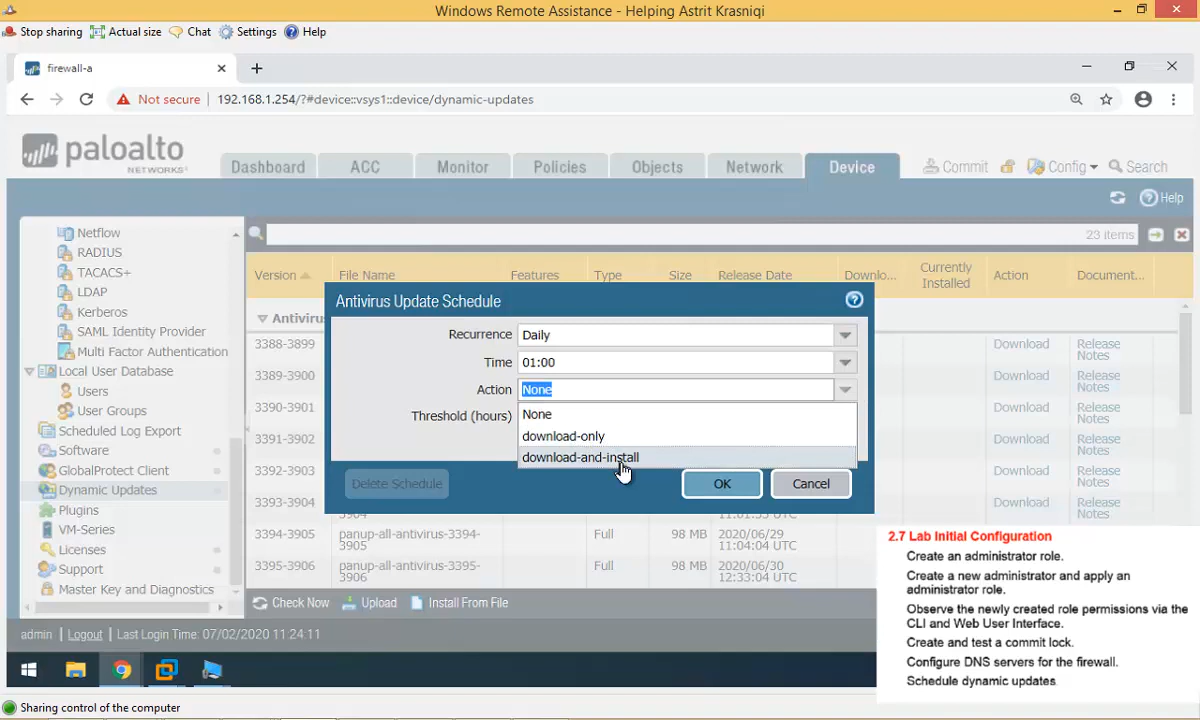 Windows Remote Assistance - Helping Astrit Krasniqi
Stop sharing Actual size Chat Settings Help
firewall-a
Not secure 192.168.1.254/?#device::vsys1::device/dynamic-updates
paloalto
NETWORKS
Dashboard ACC Monitor Policies Objects Network Device Commit Config Search
Help
23 items
Netflow
RADIUS
TACACS+
LDAP
Kerberos
SAML Identity Provider
Multi Factor Authentication
Local User Database
Users
User Groups
Scheduled Log Export
Software
GlobalProtect Client
Dynamic Updates
Plugins
VM-Series
Licenses
Support
Master Key and Diagnostics
Version File Name Features Type Size Release Date Downlo... Currently Installed Action Document...
Antivirus Update Schedule
Recurrence Daily
Time 01:00
Action None
None
download-only
download-and-install
Threshold (hours)
Delete Schedule OK Cancel
3388-3899 Download Release Notes
3389-3900 Download Release Notes
3390-3901 Download Release Notes
3391-3902 Download Release Notes
3392-3903 Download Release Notes
3393-3904 Download Release Notes
3394-3905 panup-all-antivirus-3394-3905 Full 98 MB 2020/06/29 11:04:04 UTC
3395-3906 panup-all-antivirus-3395-3906 Full 98 MB 2020/06/30 12:33:04 UTC
Check Now Upload Install From File
admin | Logout | Last Login Time: 07/02/2020 11:24:11
2.7 Lab Initial Configuration
Create an administrator role.
Create a new administrator and apply an
administrator role.
Observe the newly created role permissions via the
CLI and Web User Interface.
Create and test a commit lock.
Configure DNS servers for the firewall.
Schedule dynamic updates.
Sharing control of the computer